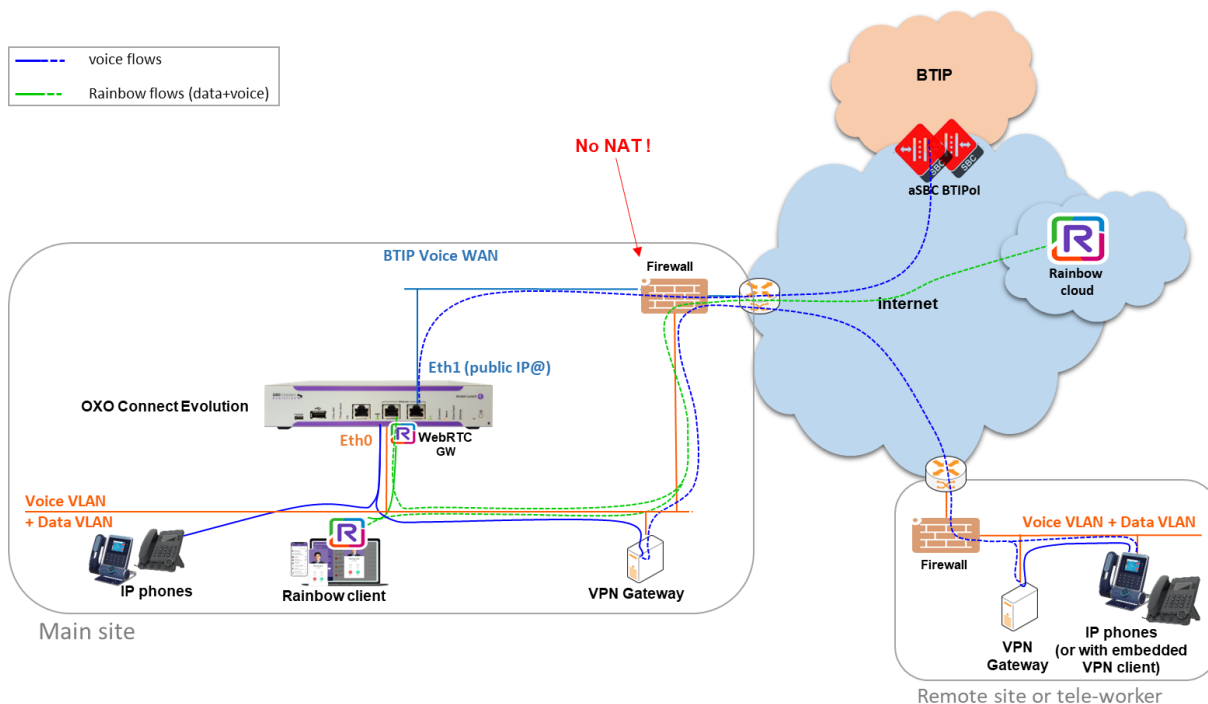 voice flows
Rainbow flows (data+voice)
BTIP
SBC
SBC
aSBC BTIPoI
No NAT !
R
Rainbow
cloud
BTIP Voice WAN
Firewall
internet
Eth1 (public IP@)
OXO Connect Evolution
Eth0
R
WebRTC
GW
Voice VLAN
+ Data VLAN
R
IP phones
Rainbow client
VPN Gateway
Main site
Voice VLAN + Data VLAN
Firewall
VPN
Gateway
IP phones
(or with embedded
VPN client)
Remote site or tele-worker